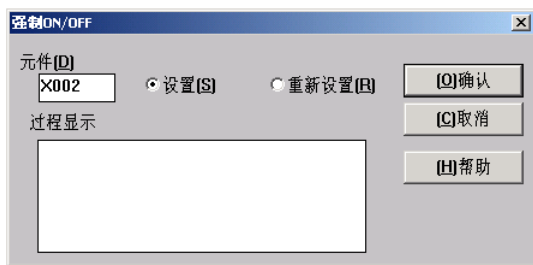 强制ON/OFF
元件(D)
X002
设置(S)
重新设置(R)
(O)确认
过程显示
(C)取消
(H)帮助